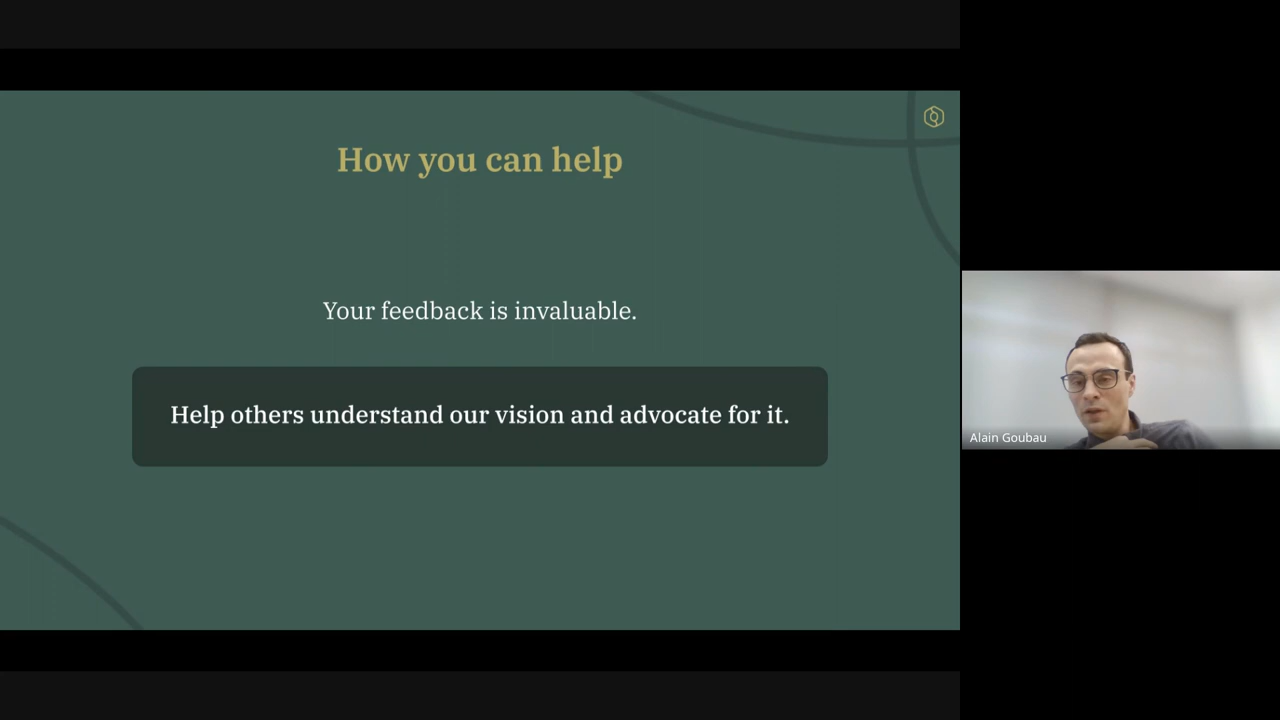 How you can help
Your feedback is invaluable.
Help others understand our vision and advocate for it.
Alain Goubau